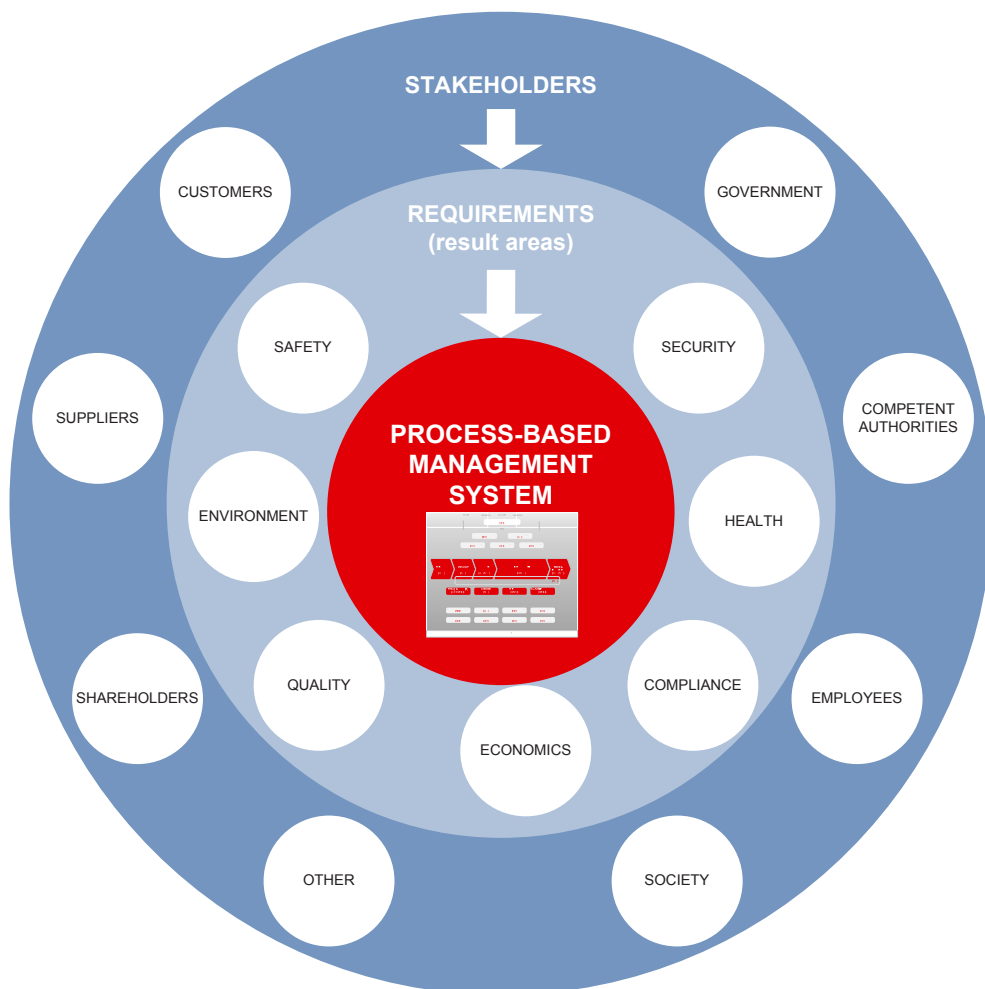 STAKEHOLDERS
CUSTOMERS
GOVERNMENT
REQUIREMENTS
(result areas)
SAFETY
SECURITY
SUPPLIERS
COMPETENT
AUTHORITIES
PROCESS-BASED
MANAGEMENT
SYSTEM
ENVIRONMENT
HEALTH
SHAREHOLDERS
QUALITY
COMPLIANCE
EMPLOYEES
ECONOMICS
OTHER
SOCIETY